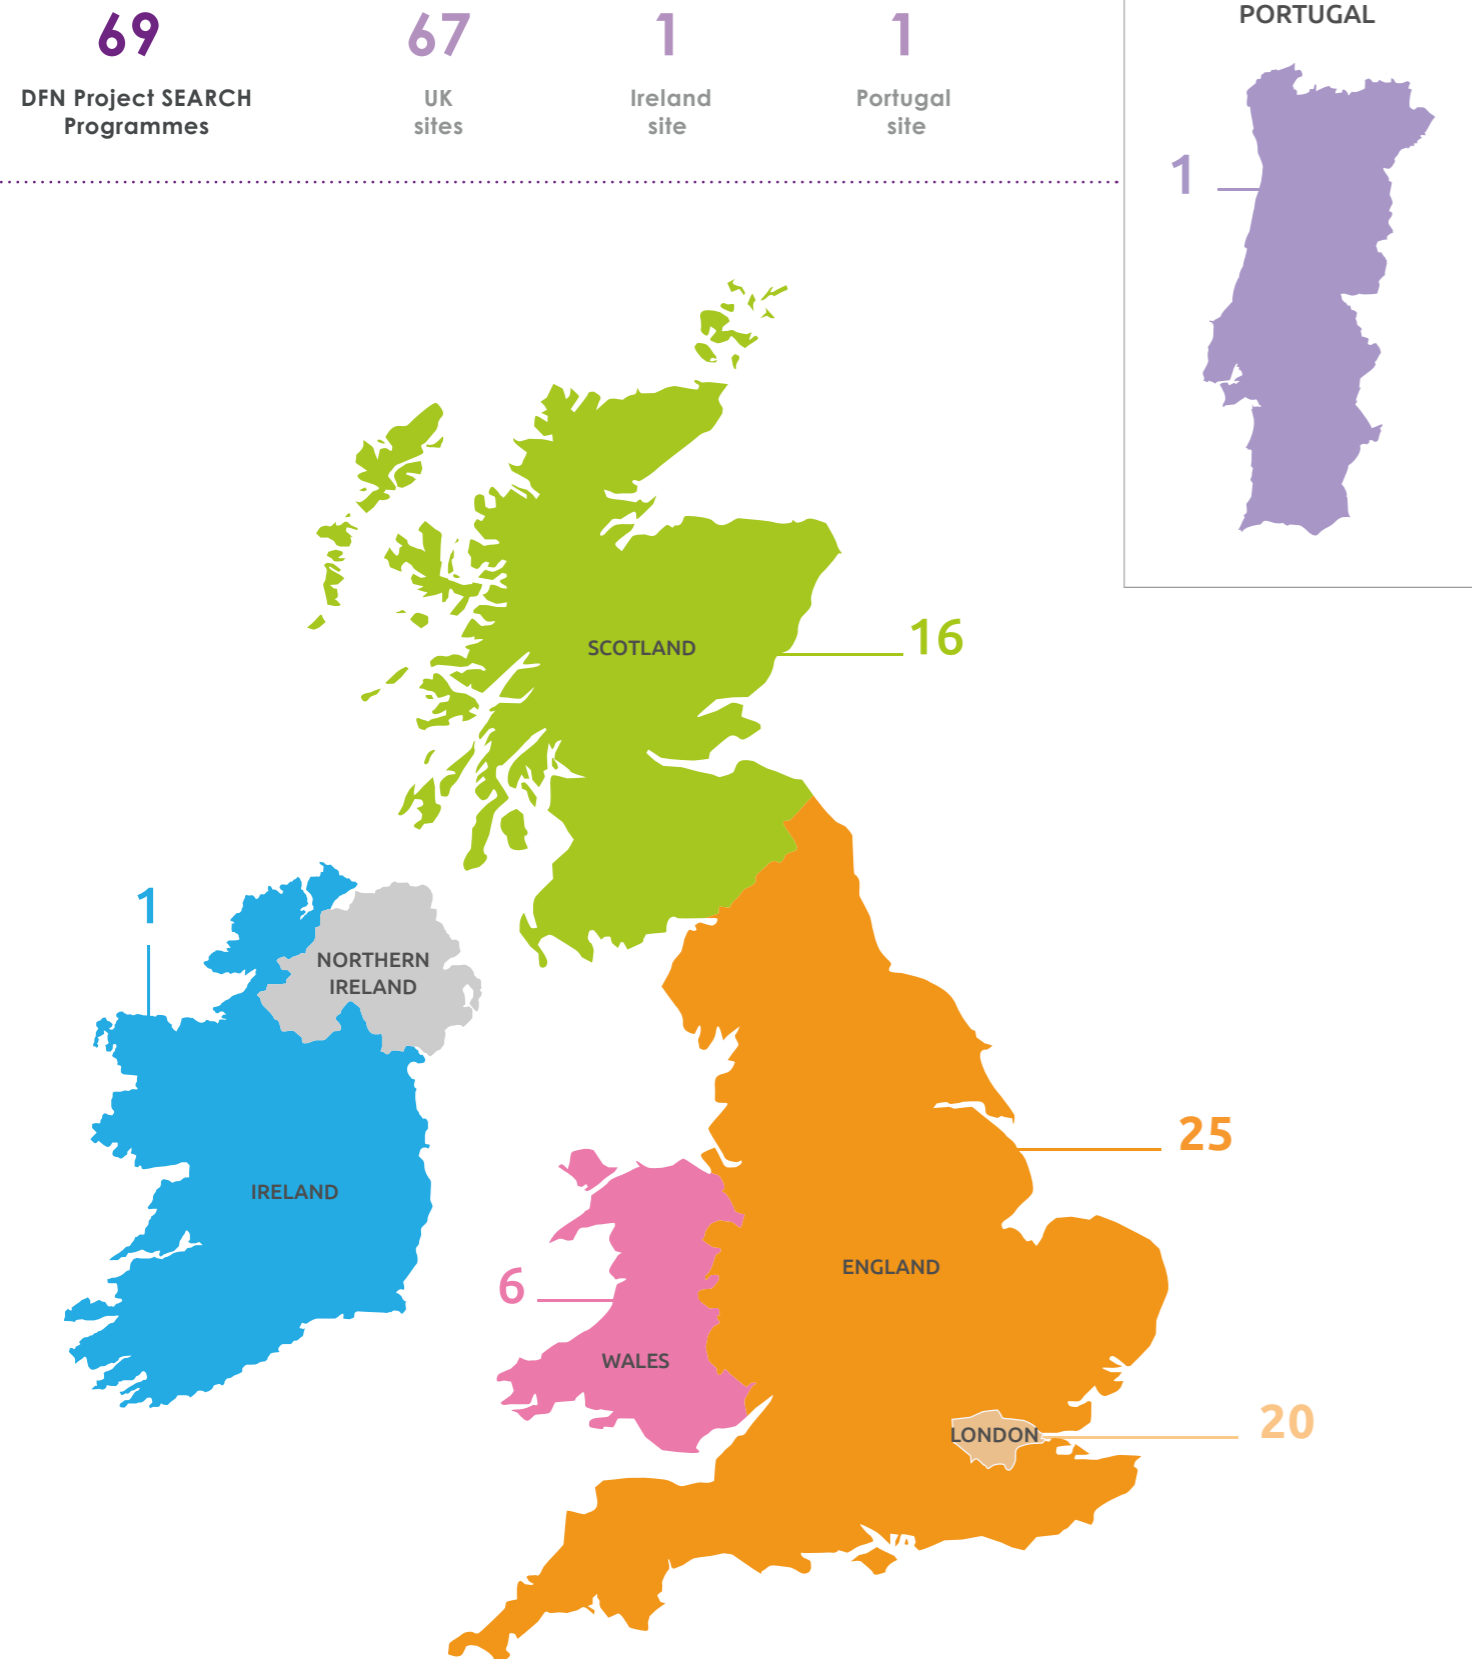 69
67
1
1
DFN Project SEARCH
Programmes
UK
sites
Ireland
site
Portugal
site
PORTUGAL
1
SCOTLAND
16
1
NORTHERN
IRELAND
IRELAND
25
ENGLAND
6
WALES
LONDON
20